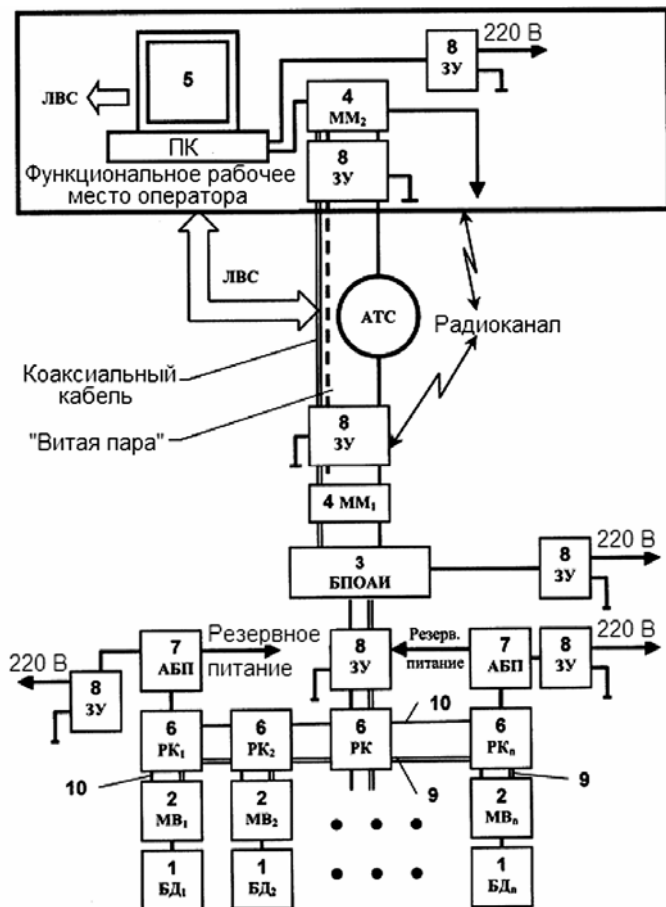 8
ЗУ
220 В
5
ЛВС
4
ММ₂
ПК
8
ЗУ
Функциональное рабочее
место оператора
ЛВС
АТС
Радиоканал
Коаксиальный
кабель
"Витая пара"
8
ЗУ
4 ММ₁
3
БПОАИ
8
ЗУ
220 В
220 В
8
ЗУ
7
АБП
Резервное
питание
8
ЗУ
Резерв.
питание
7
АБП
8
ЗУ
220 В
10
6
РК₁
6
РК₂
6
РК
10
6
РКₙ
9
9
2
МВ₁
2
МВ₂
2
МВₙ
1
БД₁
1
БД₂
1
БДₙ